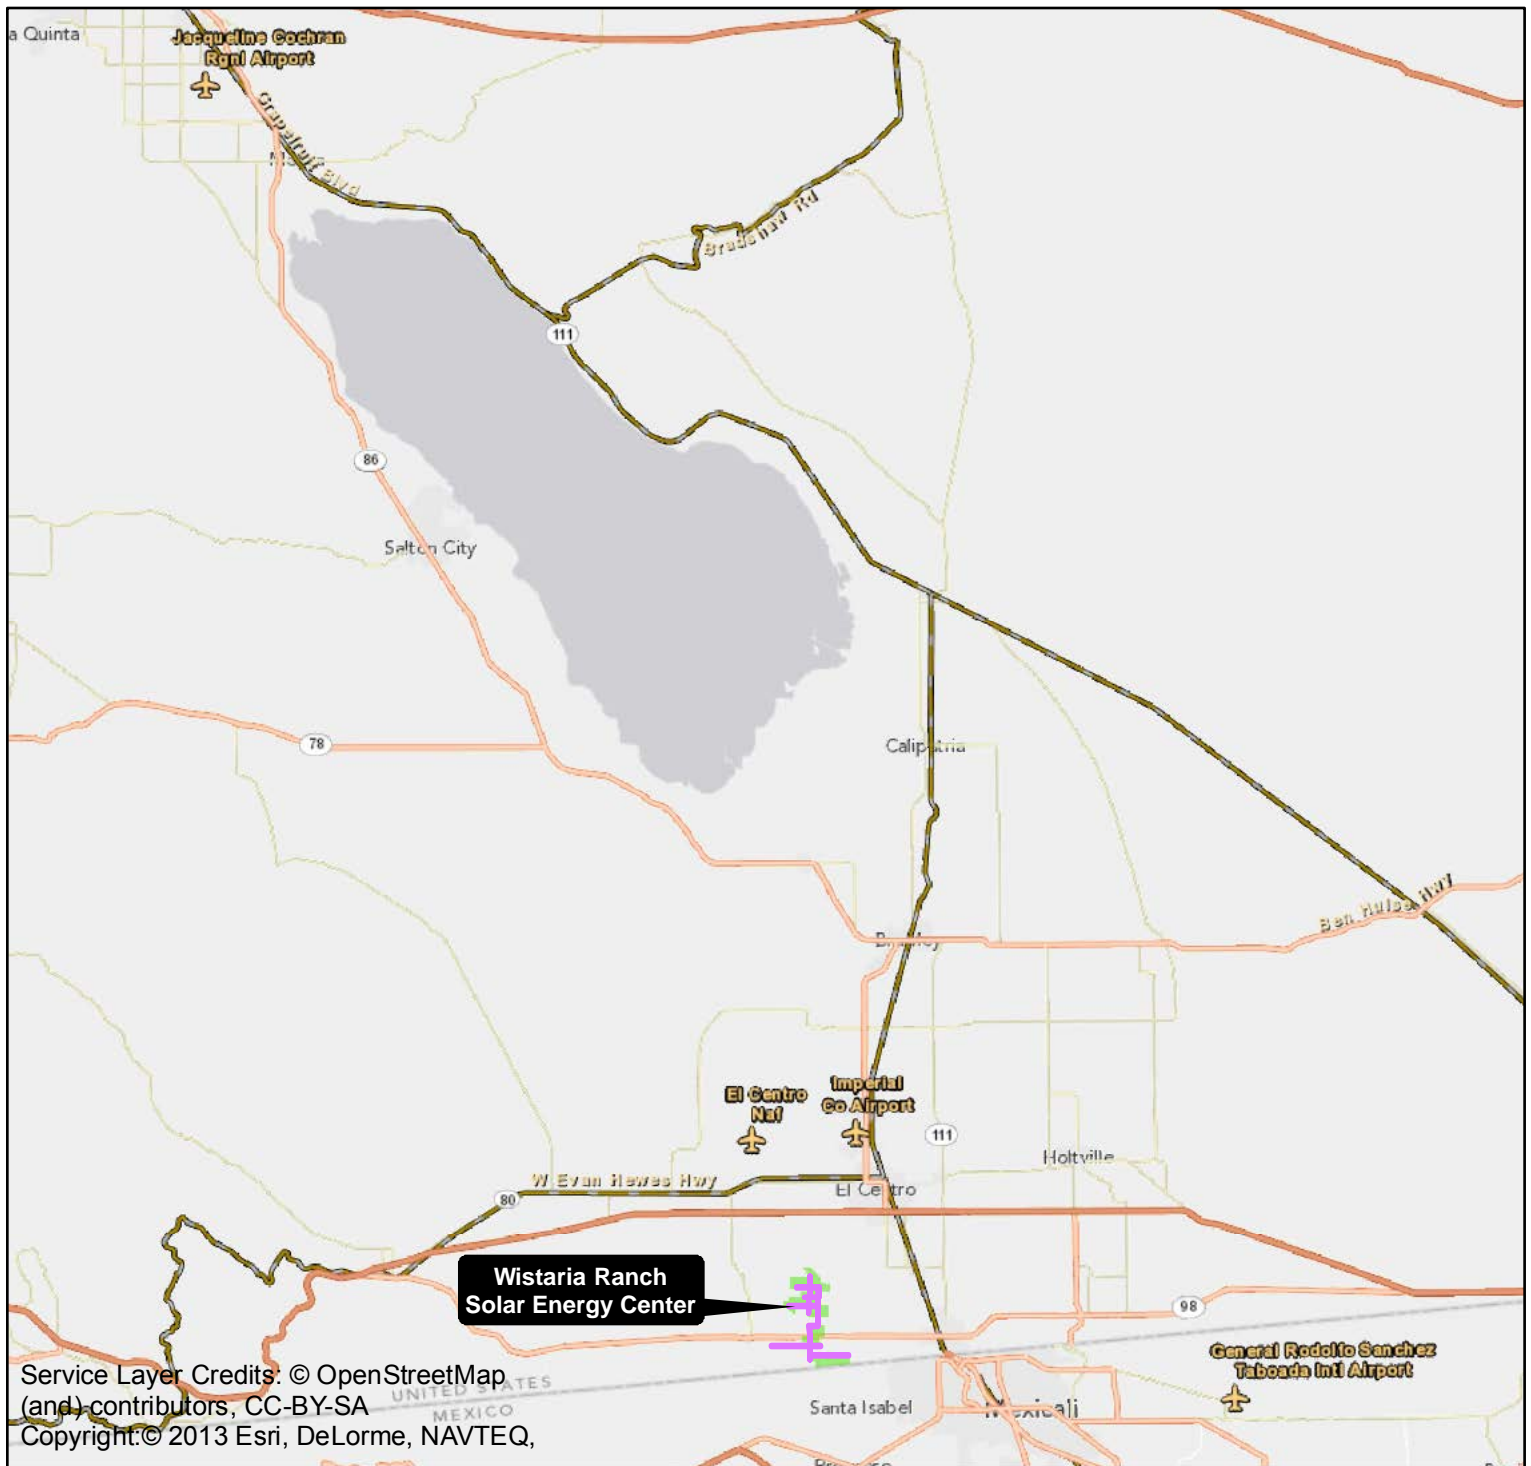 a Quinta
Jacqueline Cochran
Rgnl Airport
Grapefruit Blvd
Bradshaw Rd
111
86
Salton City
78
Calipatria
Ben Hulse Hwy
Brawley
El Centro
Naf
Imperial
Co Airport
111
Holtville
W Evan Hewes Hwy
80
El Centro
Wistaria Ranch
Solar Energy Center
98
General Rodolfo Sanchez
Taboada Intl Airport
UNITED STATES
MEXICO
Santa Isabel
Mexicali
Service Layer Credits: © OpenStreetMap
(and) contributors, CC-BY-SA
Copyright:© 2013 Esri, DeLorme, NAVTEQ,